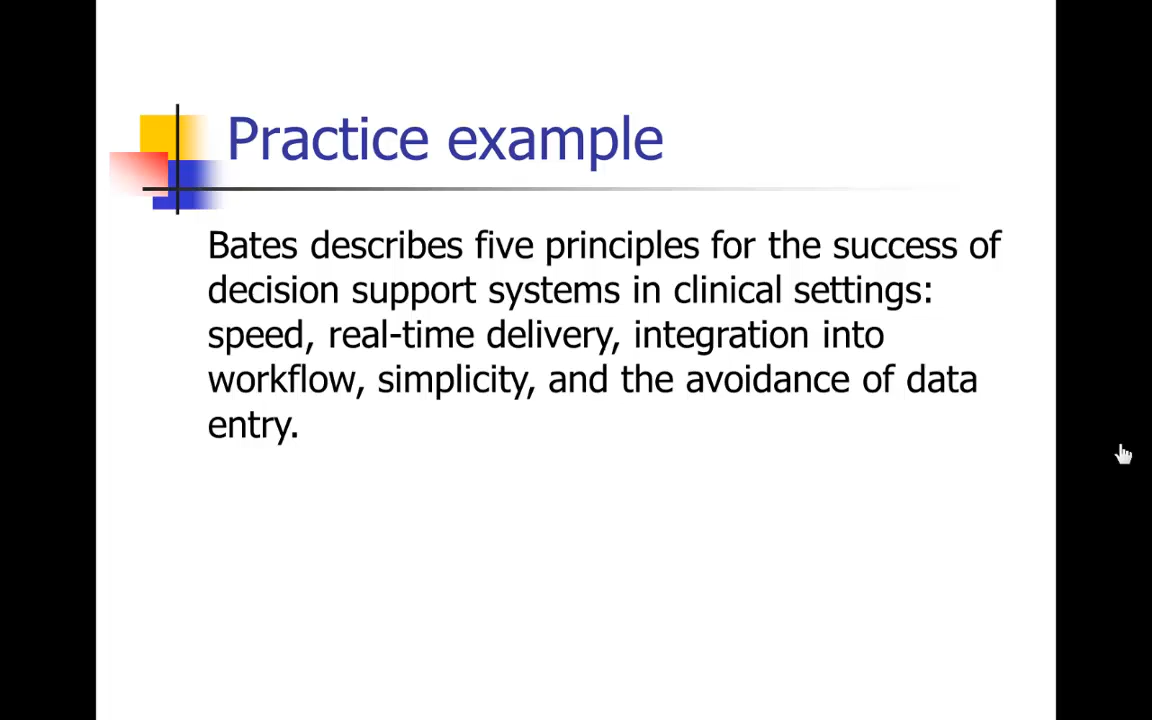 Practice example
Bates describes five principles for the success of
decision support systems in clinical settings:
speed, real-time delivery, integration into
workflow, simplicity, and the avoidance of data
entry.